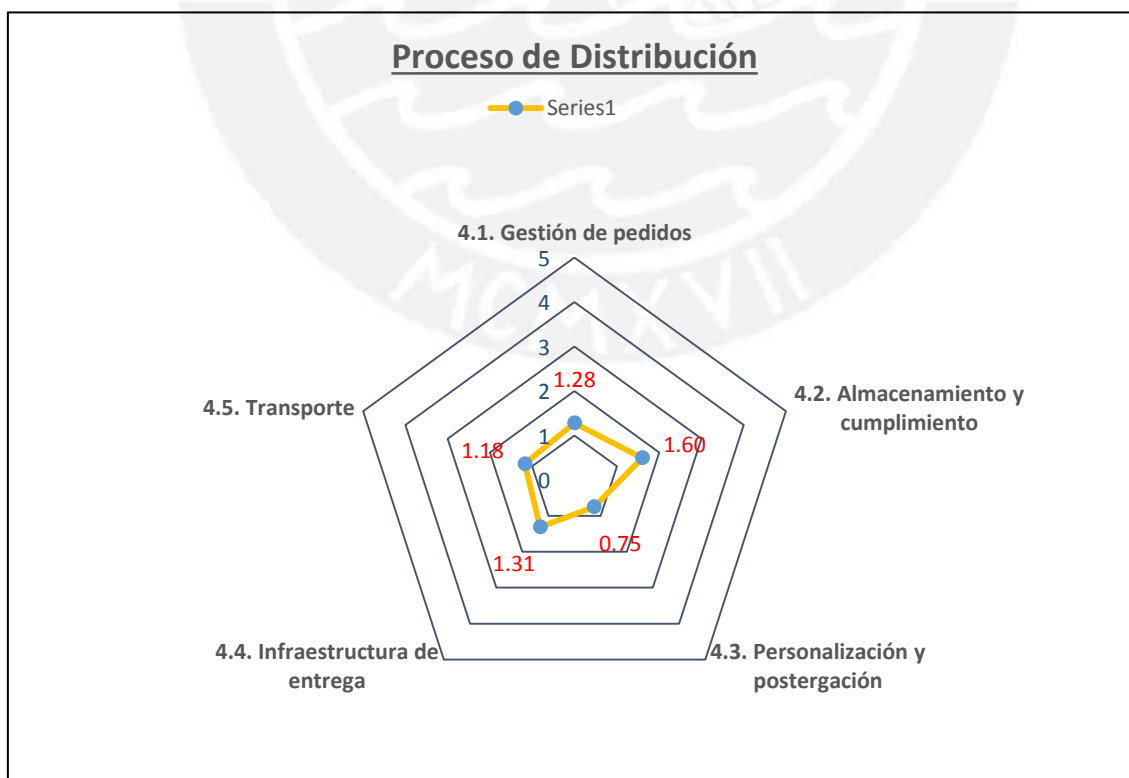 Proceso de Distribución
Series1
4.1. Gestión de pedidos
5
4
3
2
1
0
1.28
4.2. Almacenamiento y
cumplimiento
1.60
4.5. Transporte
1.18
0.75
1.31
4.4. Infraestructura de
entrega
4.3. Personalización y
postergación
MCMXVII